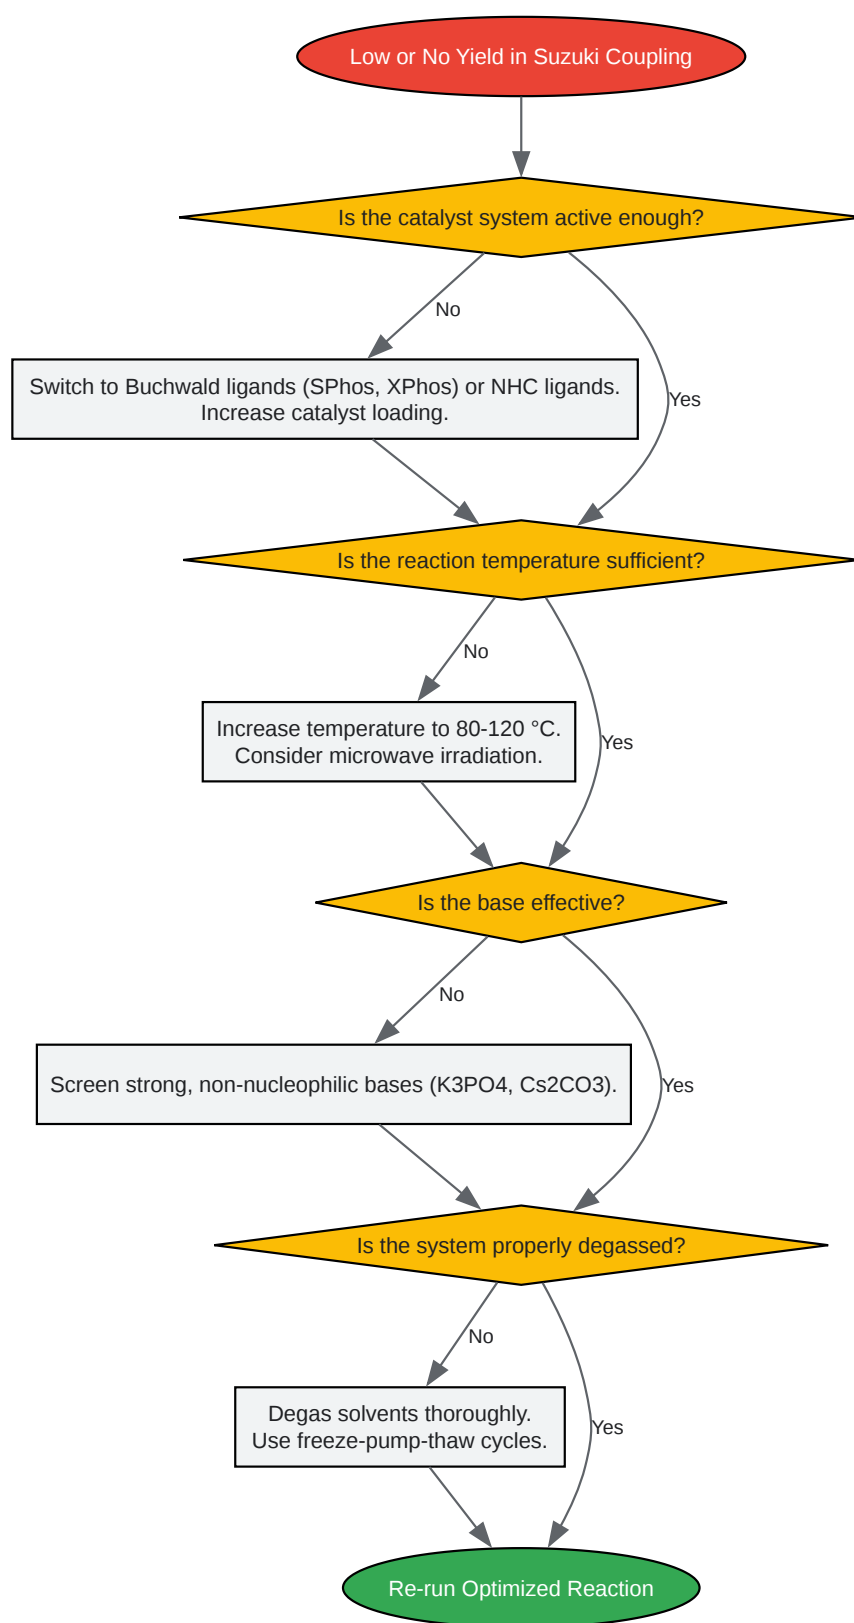 Low or No Yield in Suzuki Coupling
Is the catalyst system active enough?
No
Switch to Buchwald ligands (SPhos, XPhos) or NHC ligands.
Increase catalyst loading.
Yes
Is the reaction temperature sufficient?
No
Increase temperature to 80-120 °C.
Consider microwave irradiation.
Yes
Is the base effective?
No
Screen strong, non-nucleophilic bases (K3PO4, Cs2CO3).
Yes
Is the system properly degassed?
No
Degas solvents thoroughly.
Use freeze-pump-thaw cycles.
Yes
Re-run Optimized Reaction